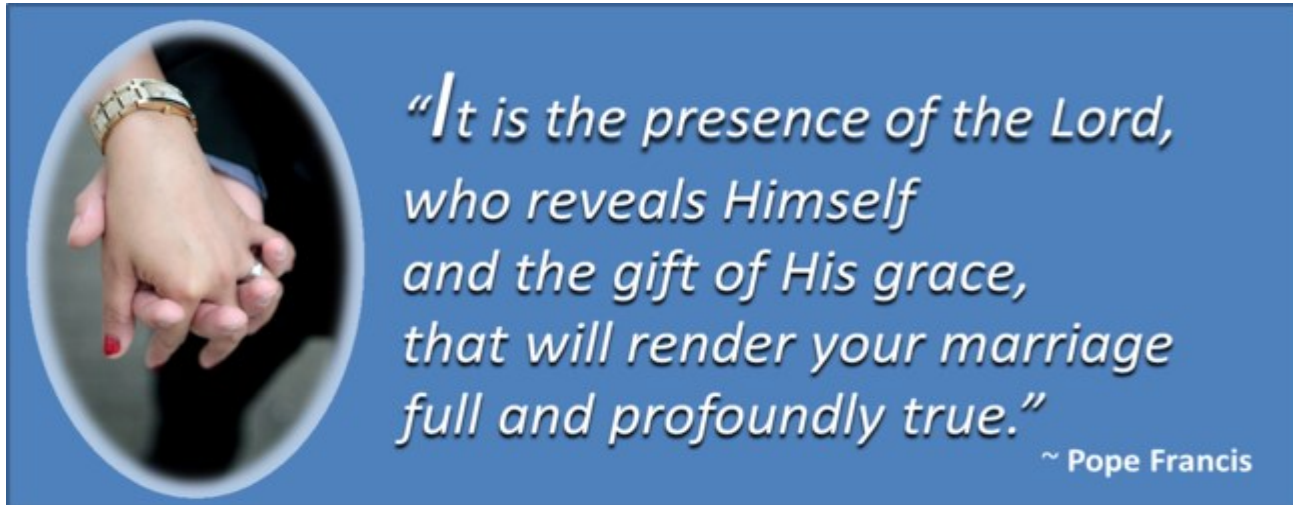 “It is the presence of the Lord,
who reveals Himself
and the gift of His grace,
that will render your marriage
full and profoundly true.”
~ Pope Francis